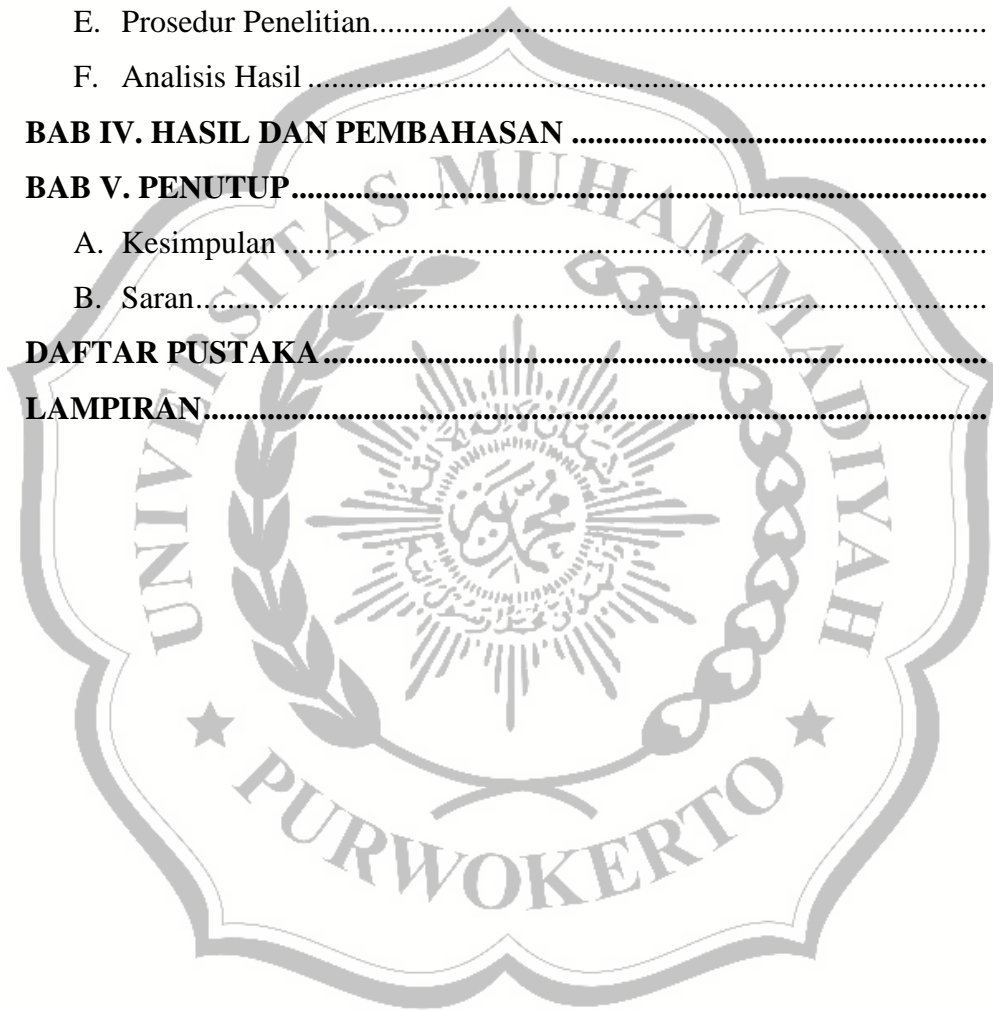 E. Prosedur Penelitian........................................................................
F. Analisis Hasil........................................................................
BAB IV. HASIL DAN PEMBAHASAN ........................................................
BAB V. PENUTUP........................................................................
A. Kesimpulan........................................................................
B. Saran........................................................................
DAFTAR PUSTAKA........................................................................
LAMPIRAN........................................................................
UNIVERSITAS MUHAMMADIYAH
PURWOKERTO